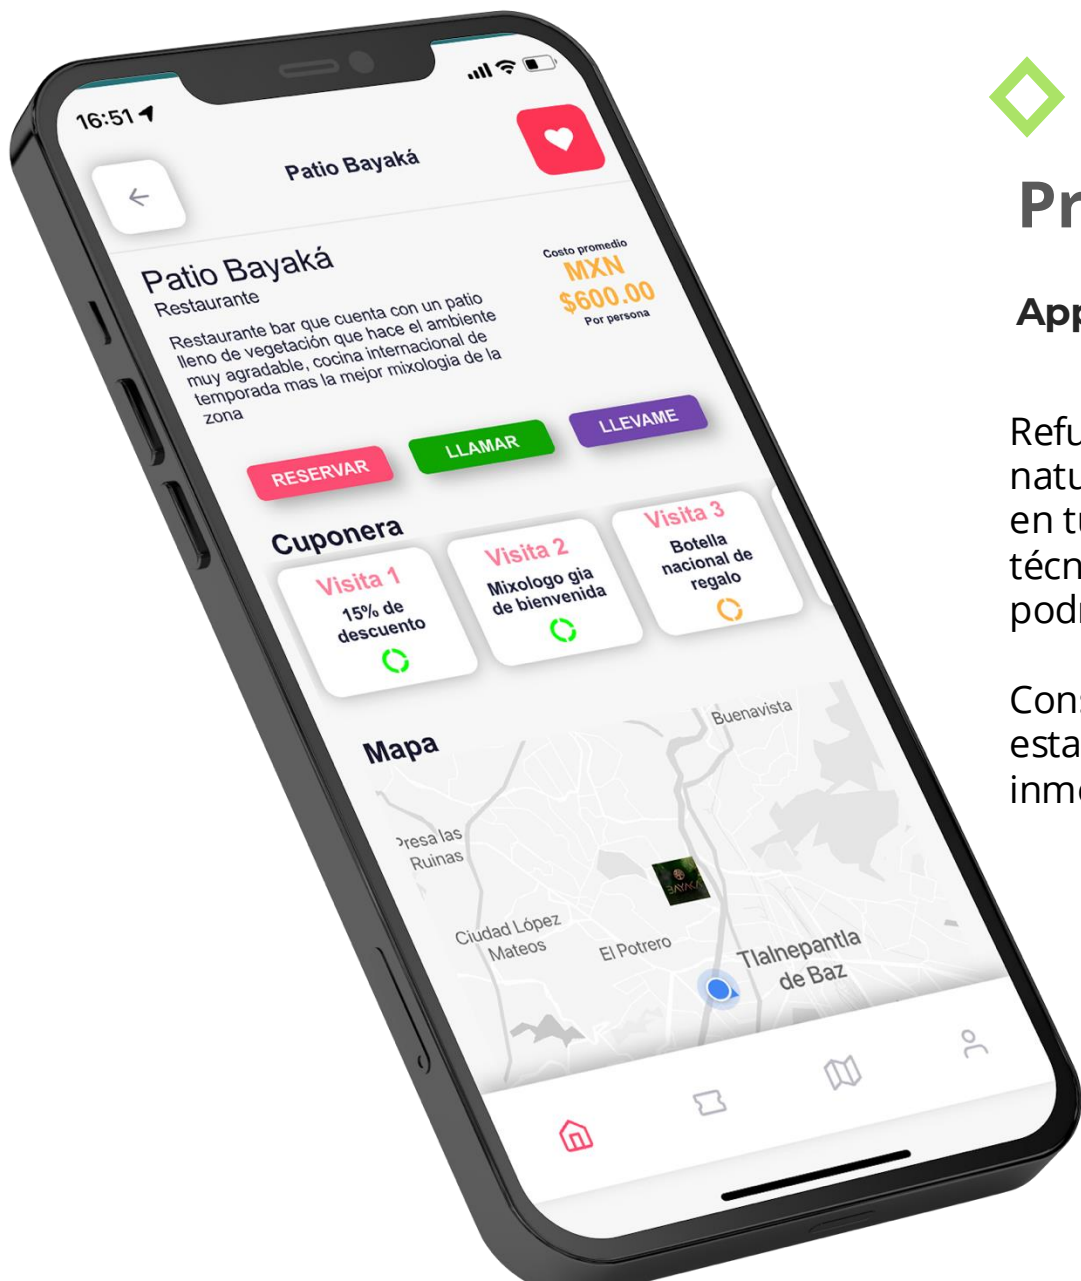 16:51
Patio Bayaká
Patio Bayaká
Restaurante
Restaurante bar que cuenta con un patio
lleno de vegetación que hace el ambiente
muy agradable, cocina internacional de
temporada mas la mejor mixologia de la
zona
Costo promedio
MXN
$600.00
Por persona
RESERVAR
LLAMAR
LLEVAME
Cuponera
Visita 1
15% de
descuento
Visita 2
Mixologo gia
de bienvenida
Visita 3
Botella
nacional de
regalo
Mapa
Buenavista
Presa las
Ruinas
BAYAKA
Ciudad López
Mateos
El Potrero
Tlalnepantla
de Baz
Pr
App
Refu
natu
en tu
técn
pod
Cons
esta
inme